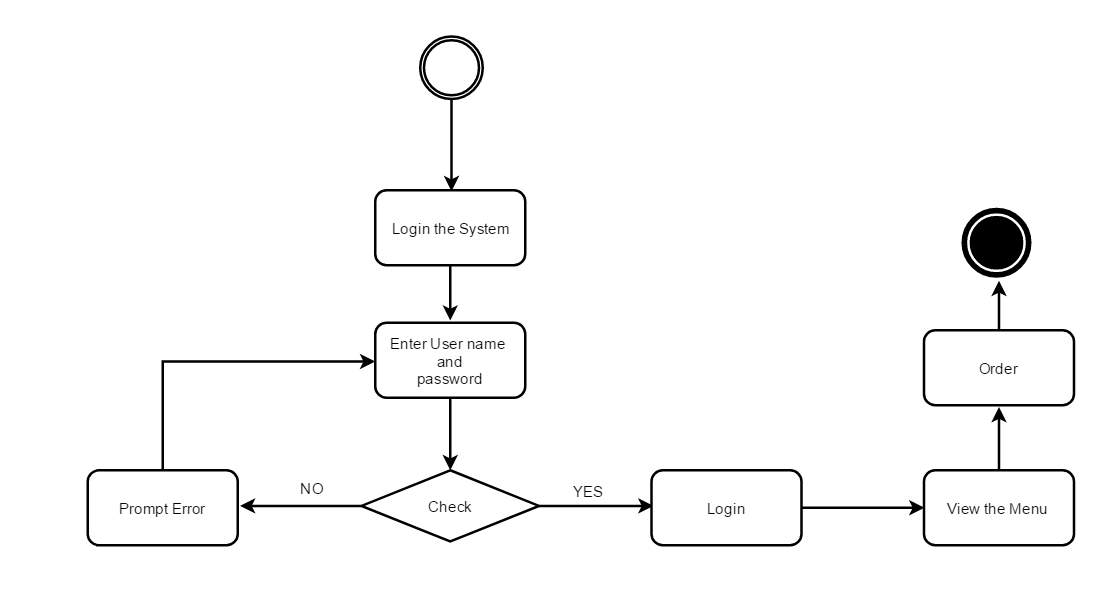 Login the System
Enter User name
and
password
Order
NO
YES
Prompt Error
Check
Login
View the Menu